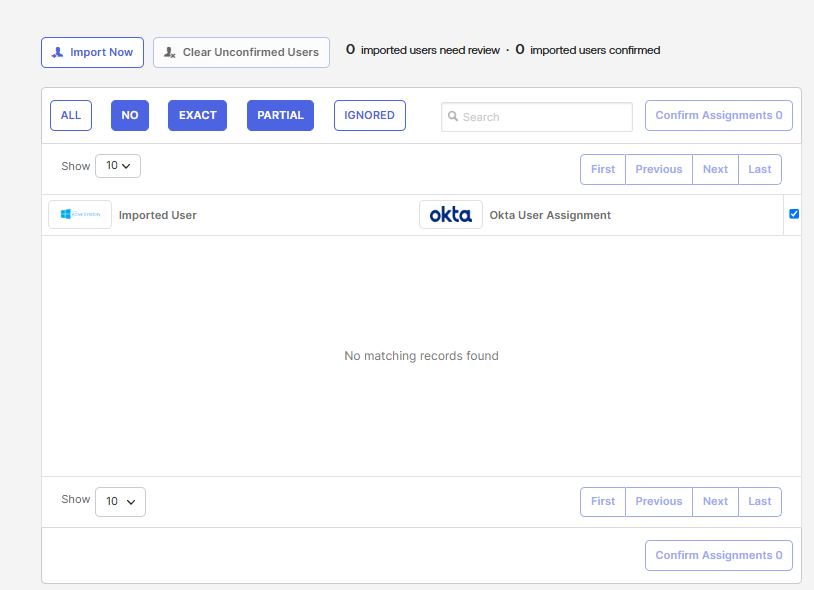 Import Now
Clear Unconfirmed Users
0 imported users need review · 0 imported users confirmed
ALL
NO
EXACT
PARTIAL
IGNORED
Search
Confirm Assignments 0
Show 10
First
Previous
Next
Last
Imported User
okta
Okta User Assignment
No matching records found
Show 10
First
Previous
Next
Last
Confirm Assignments 0